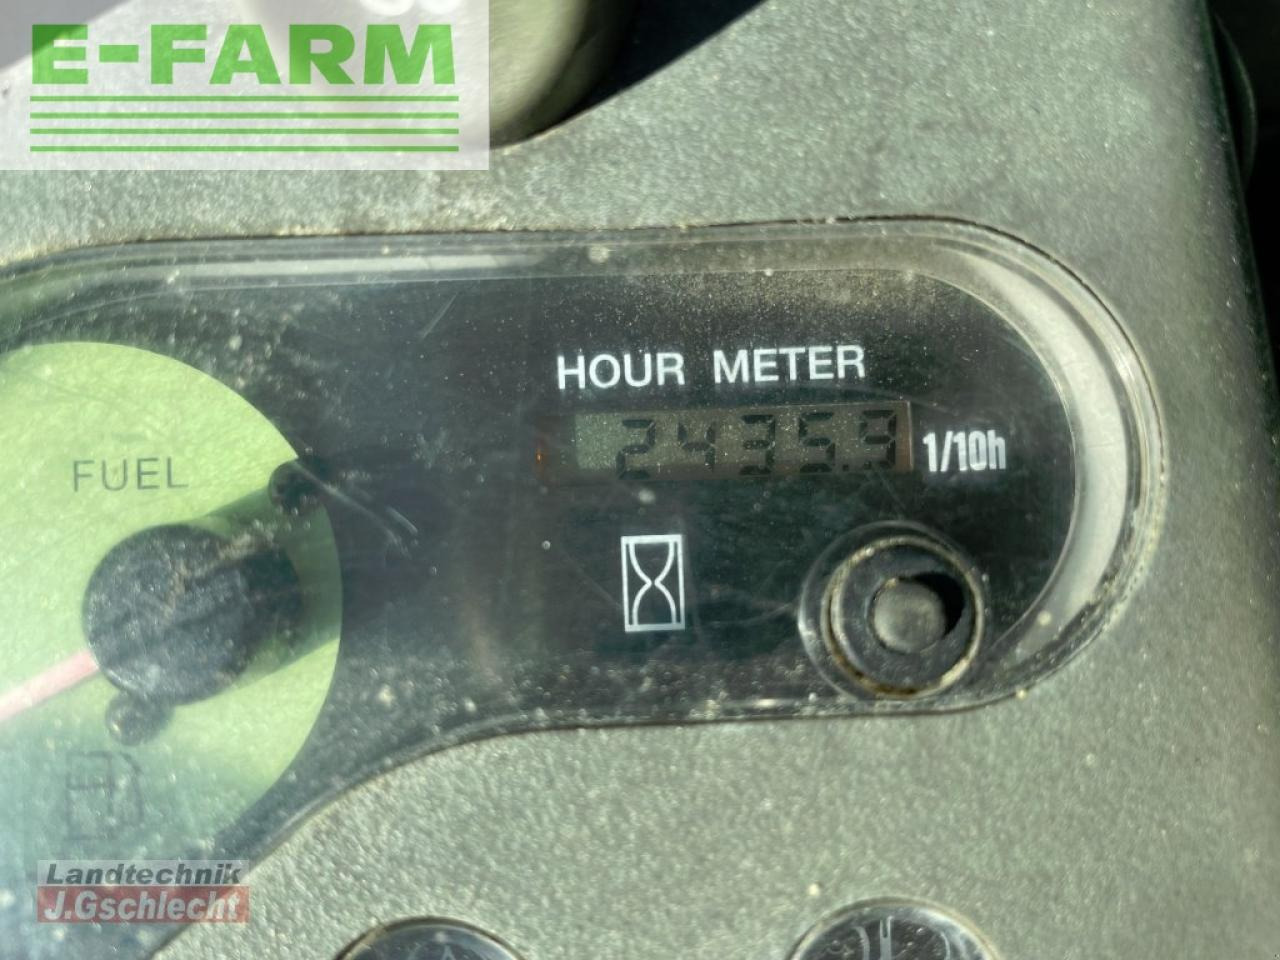 E-FARM
HOUR METER
2435.9 1/10h
FUEL
Landtechnik
J.Gschlecht